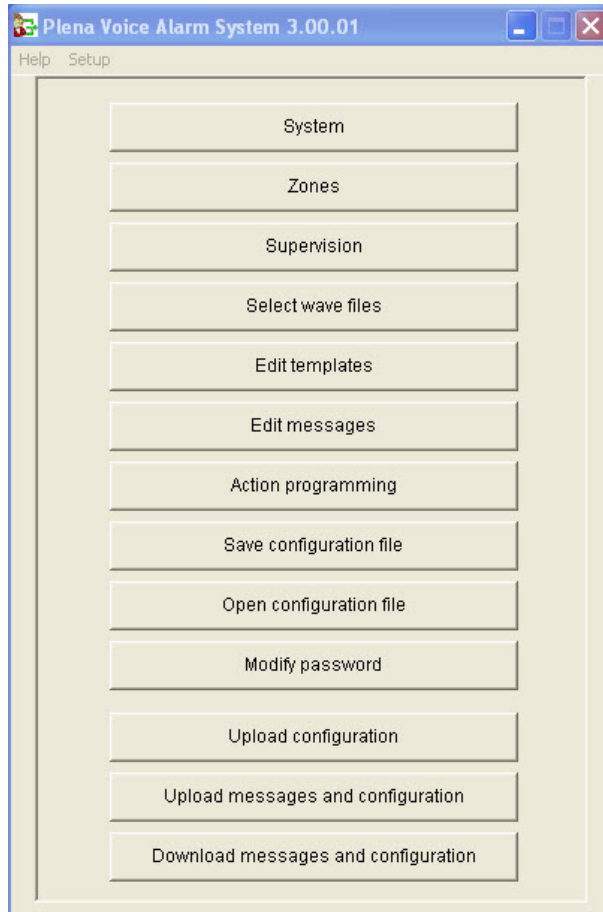 Plena Voice Alarm System 3.00.01
Help Setup
System
Zones
Supervision
Select wave files
Edit templates
Edit messages
Action programming
Save configuration file
Open configuration file
Modify password
Upload configuration
Upload messages and configuration
Download messages and configuration